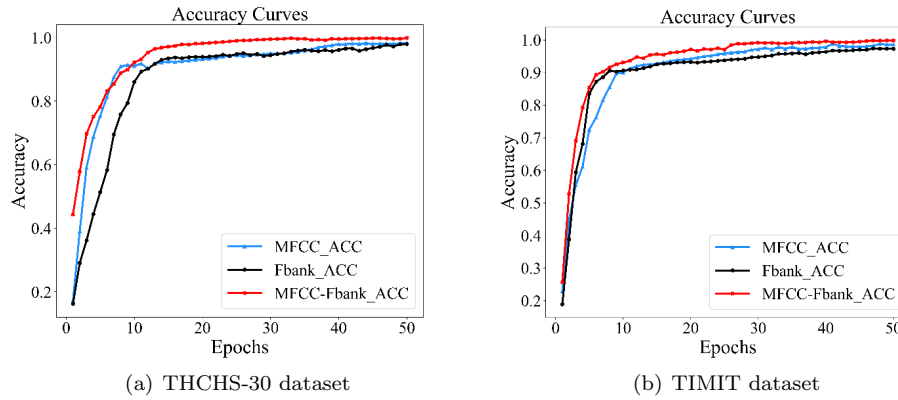 Accuracy Curves
1.0
0.8
0.6
0.4
0.2
Accuracy
MFCC_ACC
Fbank_ACC
MFCC-Fbank_ACC
0 10 20 30 40 50
Epochs
(a) THCHS-30 dataset
Accuracy Curves
1.0
0.9
0.8
0.7
0.6
0.5
0.4
0.3
0.2
Accuracy
MFCC_ACC
Fbank_ACC
MFCC-Fbank_ACC
0 10 20 30 40 50
Epochs
(b) TIMIT dataset